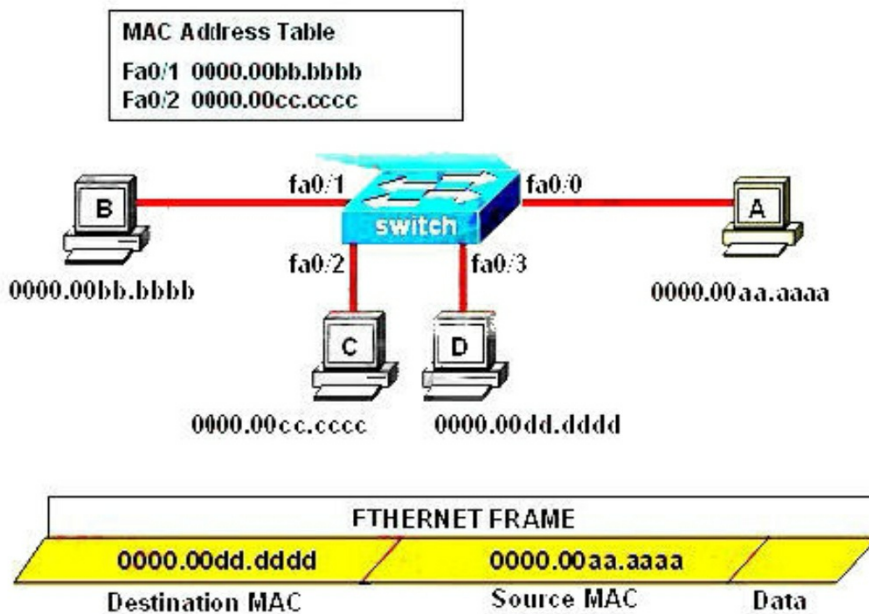 MAC Address Table
Fa0/1 0000.00bb.bbbb
Fa0/2 0000.00cc.cccc
fa0/1
fa0/0
B
A
switch
fa0/2
fa0/3
0000.00bb.bbbb
0000.00aa.aaaa
C
D
0000.00cc.cccc
0000.00dd.dddd
FTHERNET FRAME
0000.00dd.dddd
0000.00aa.aaaa
Destination MAC
Source MAC
Data